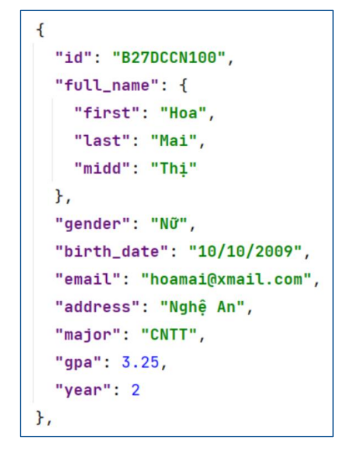 {
"id": "B27DCCN100",
"full_name": {
"first": "Hoa",
"last": "Mai",
"midd": "Thị"
},
"gender": "Nữ",
"birth_date": "10/10/2009",
"email": "hoamai@xmail.com",
"address": "Nghệ An",
"major": "CNTT",
"gpa": 3.25,
"year": 2
},